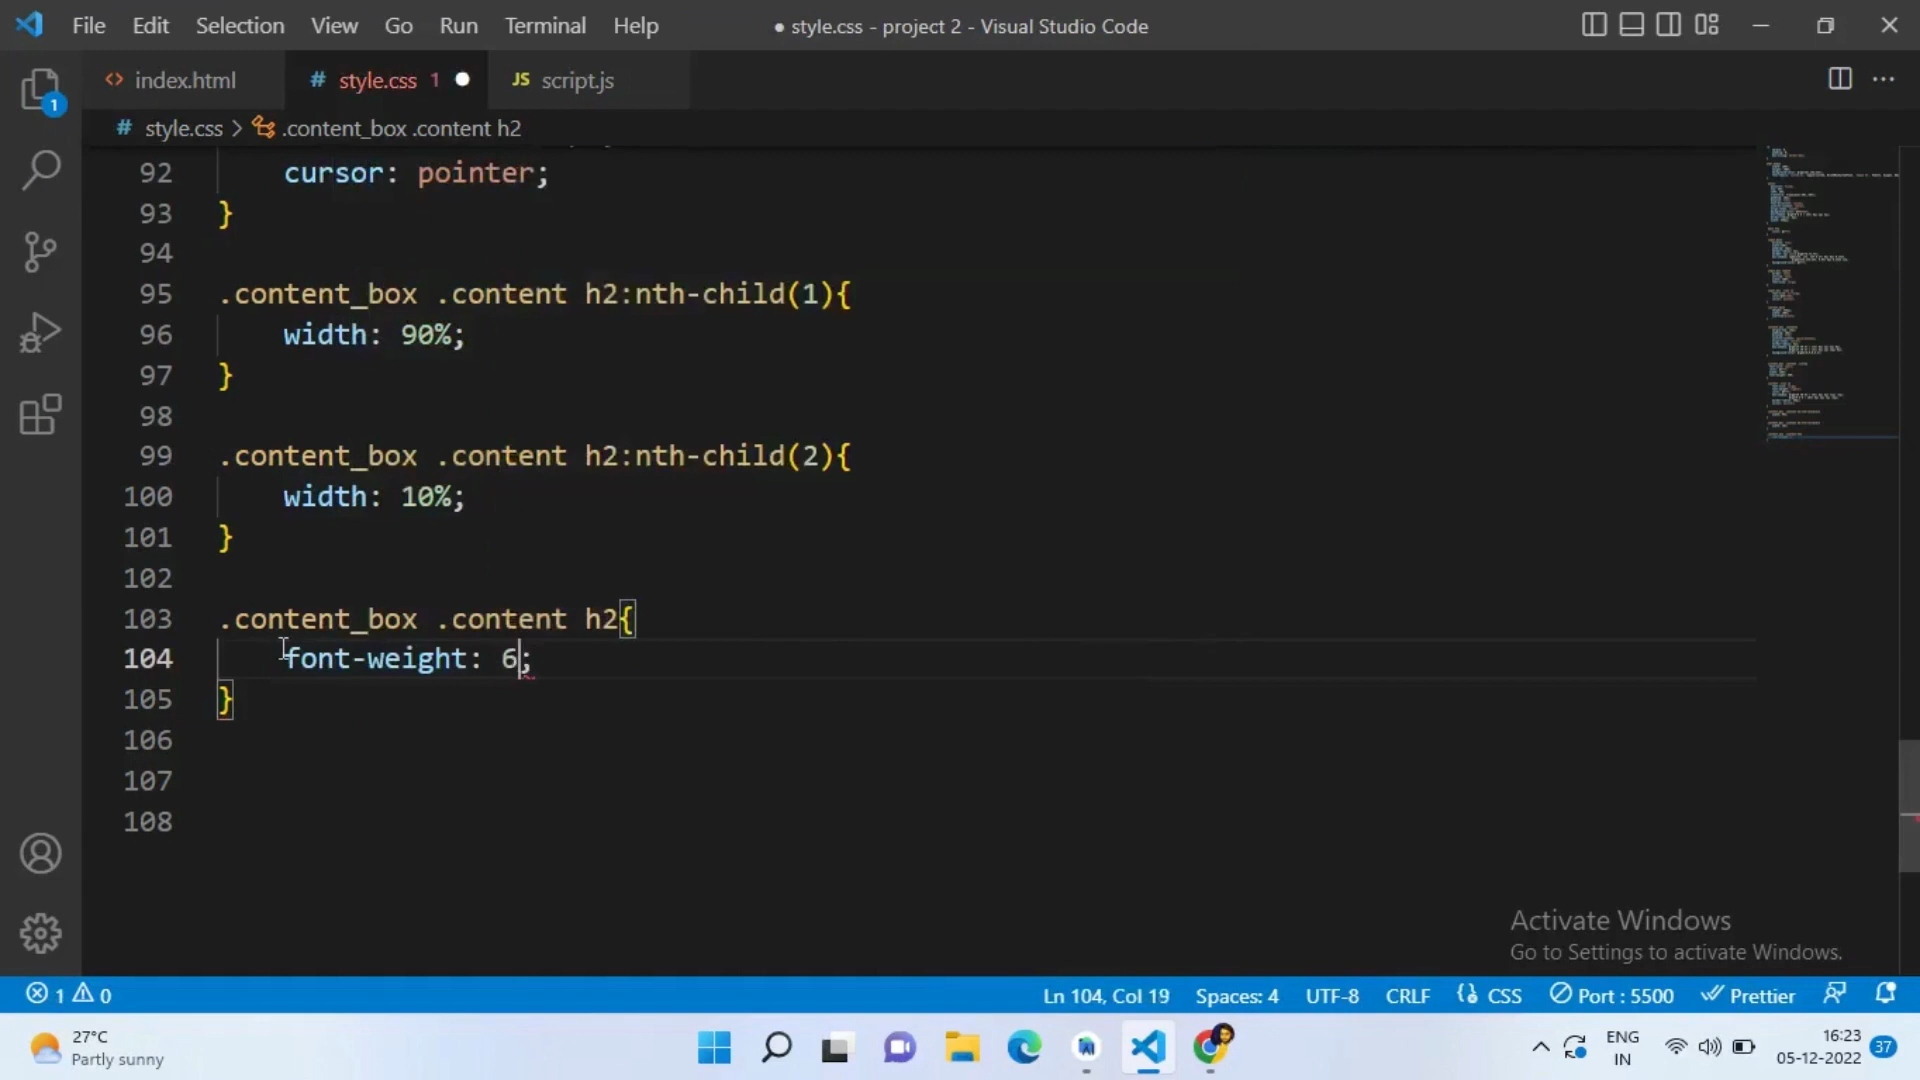 File Edit Selection View Go Run Terminal Help ● style.css - project 2 - Visual Studio Code
<> index.html # style.css 1 ● JS script.js ...
# style.css > .content_box .content h2
92 cursor: pointer;
93 }
94
95 .content_box .content h2:nth-child(1){
96 width: 90%;
97 }
98
99 .content_box .content h2:nth-child(2){
100 width: 10%;
101 }
102
103 .content_box .content h2{
104 font-weight: 6;
105 }
106
107
108
1
Activate Windows
Go to Settings to activate Windows.
1 0 Ln 104, Col 19 Spaces: 4 UTF-8 CRLF {} CSS Port : 5500 Prettier
27°C
Partly sunny
ENG
IN
16:23
05-12-2022
37